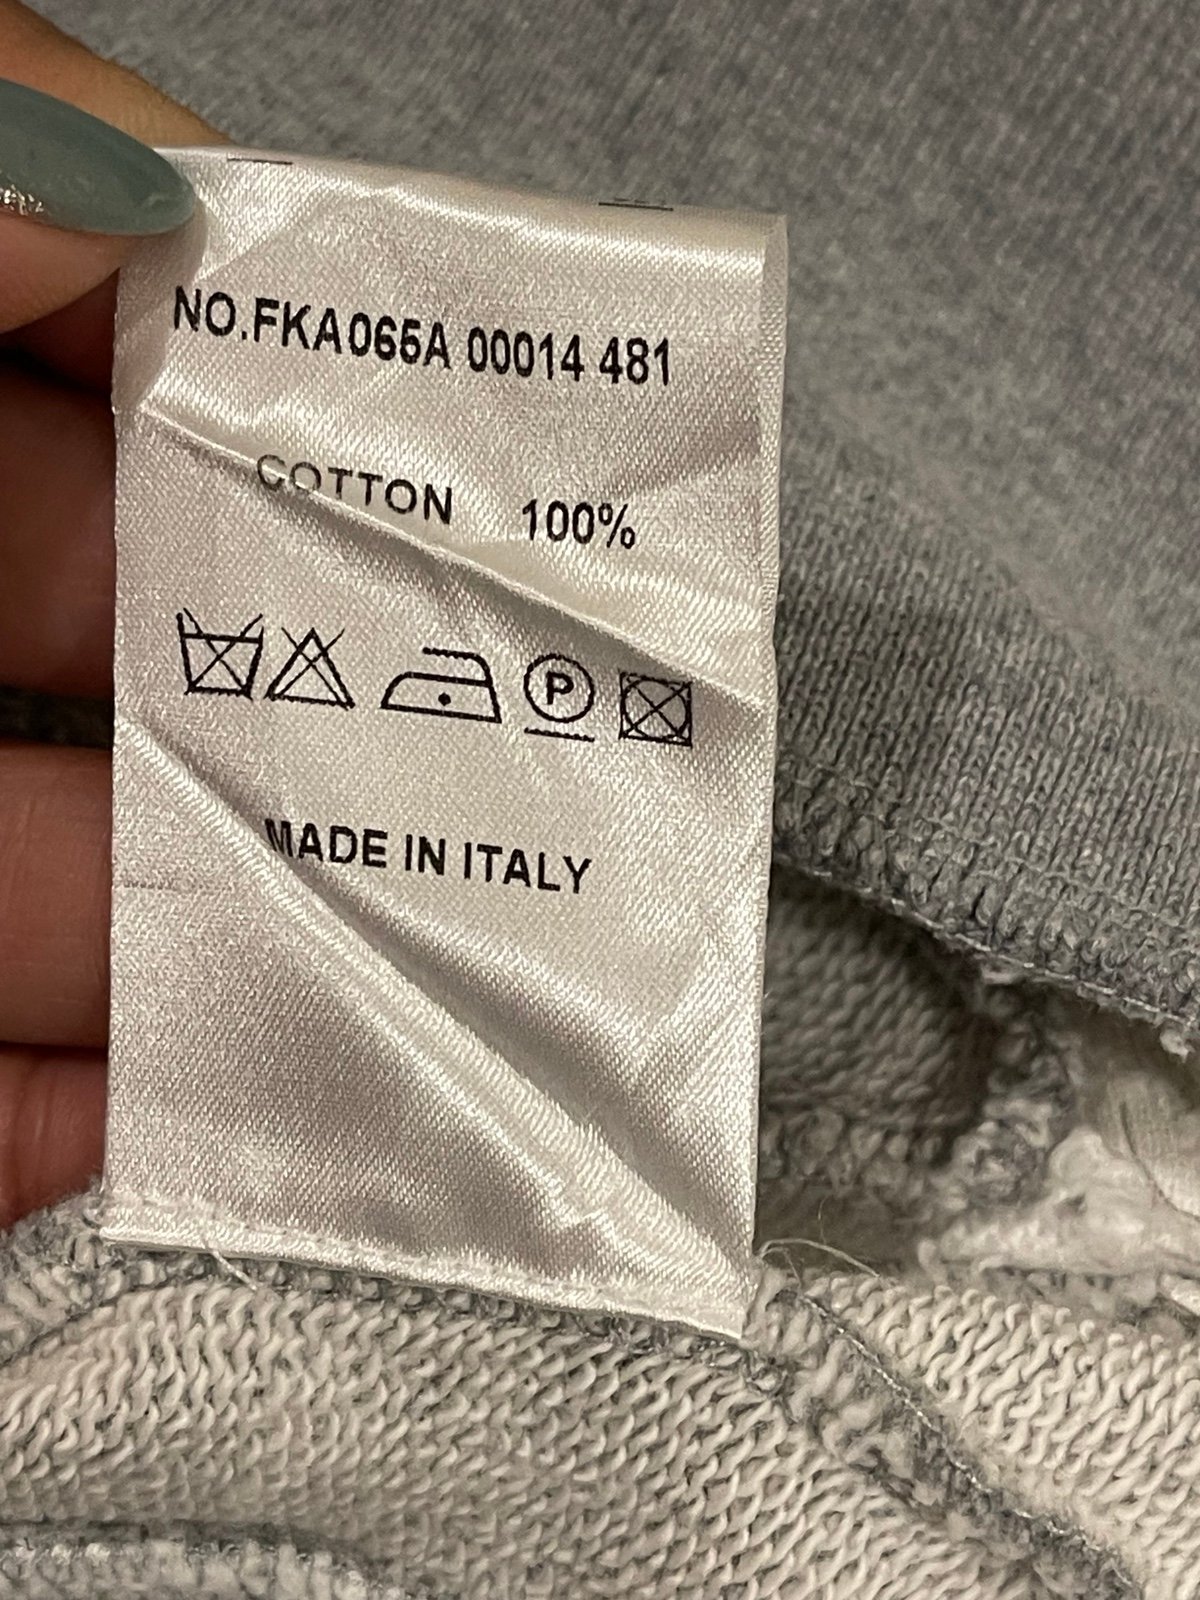 NO.FKA065A 00014 481
COTTON 100%
P
MADE IN ITALY